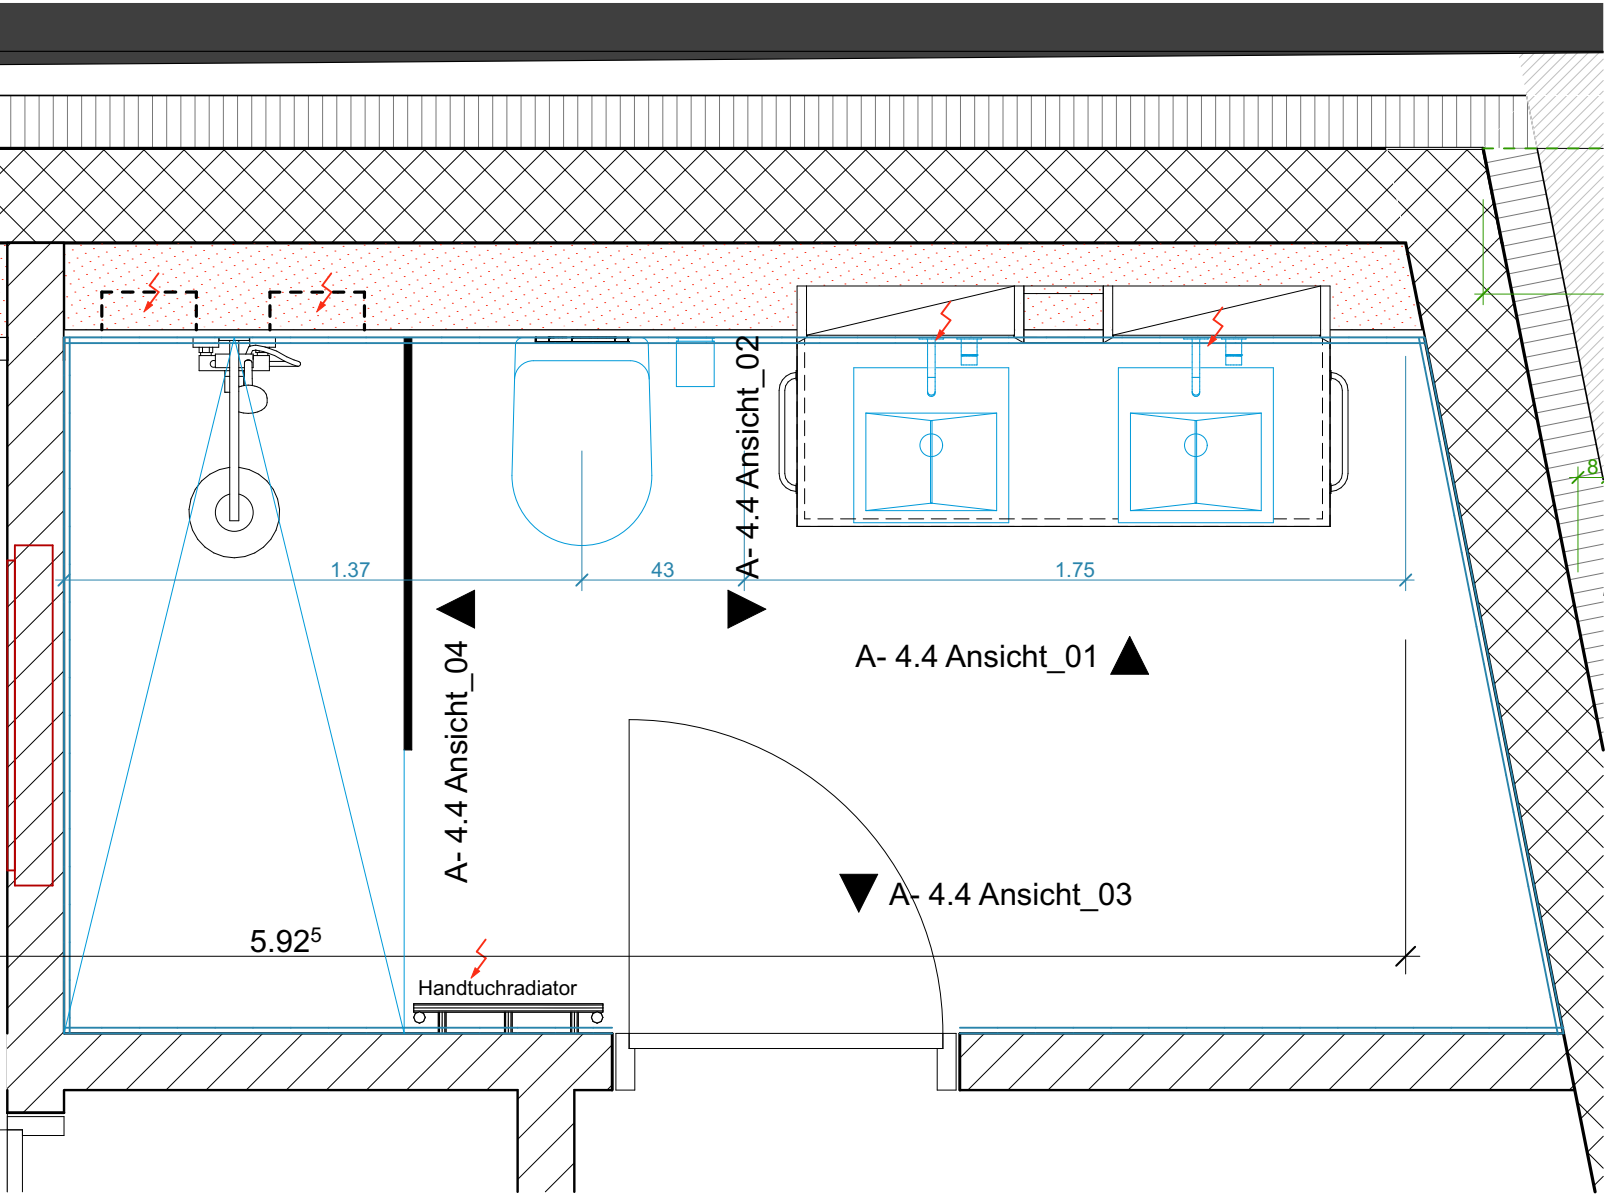 A- 4.4 Ansicht_02
8
1.37
43
1.75
A- 4.4 Ansicht_04
A- 4.4 Ansicht_01
A- 4.4 Ansicht_03
5.92⁵
Handtuchradiator